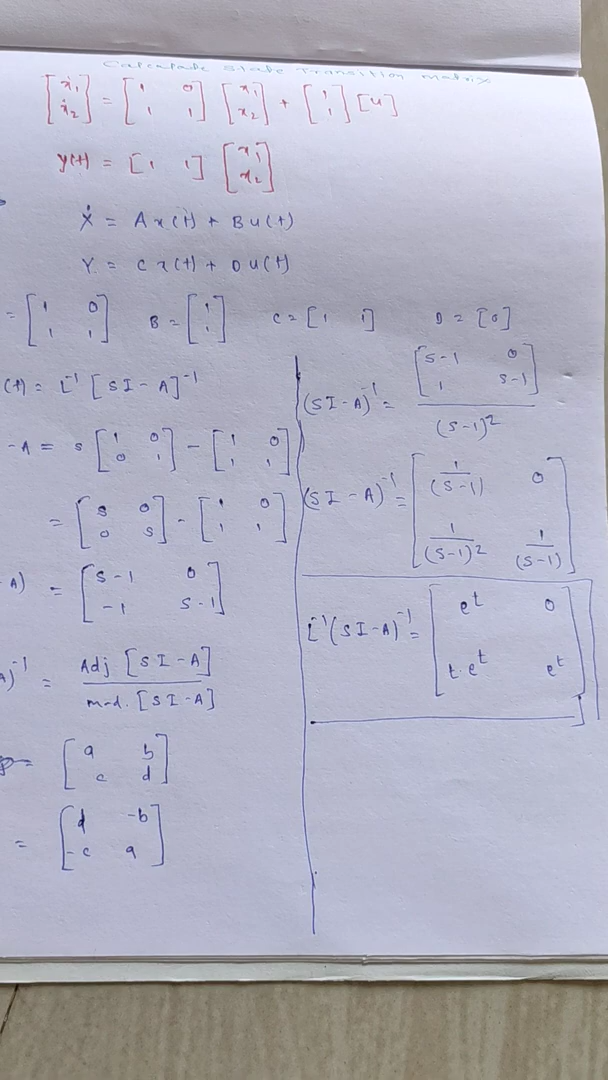 Calculate State Transition matrix
[ẋ₁ ẋ₂] = [1 0 1 1] [x₁ x₂] + [1 1] [u]
y(t) = [1 1] [x₁ x₂]
Ẋ = A x(t) + B u(t)
Y = C x(t) + D u(t)
= [1 0 1 1] B = [1 1] C = [1 1] D = [0]
(t) = L⁻¹ [SI - A]⁻¹
-A = S [1 0 0 1] - [1 0 1 1]
= [S 0 0 S] - [1 0 1 1]
A) = [S-1 0 -1 S-1]
A)⁻¹ = Adj [SI-A] / mod. [SI-A]
= [a b c d]
= [d -b -c a]
(SI-A)⁻¹ = [S-1 0 1 S-1] / (S-1)²
(SI-A)⁻¹ = [1/(S-1) 0 1/(S-1)² 1/(S-1)]
L⁻¹(SI-A)⁻¹ = [eᵗ 0 t.eᵗ eᵗ]